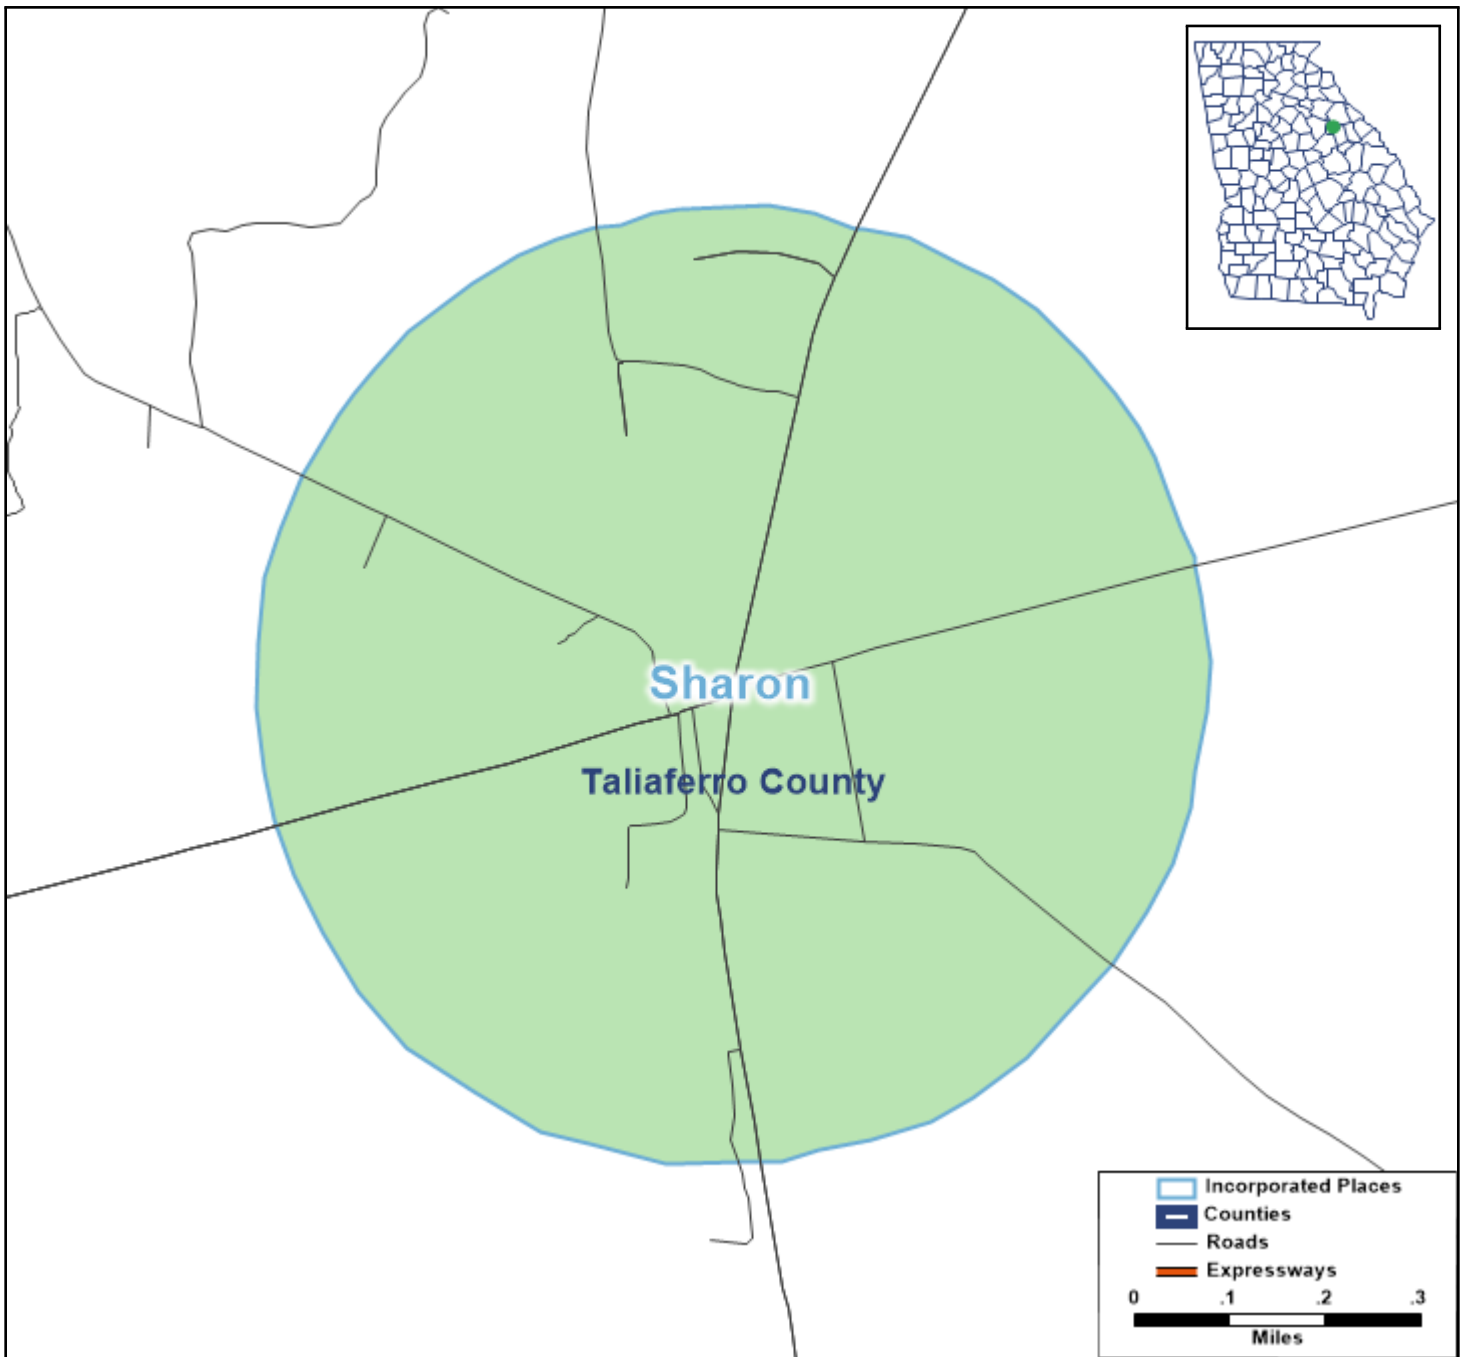 Sharon
Taliaferro County
Incorporated Places
Counties
Roads
Expressways
0 .1 .2 .3
Miles